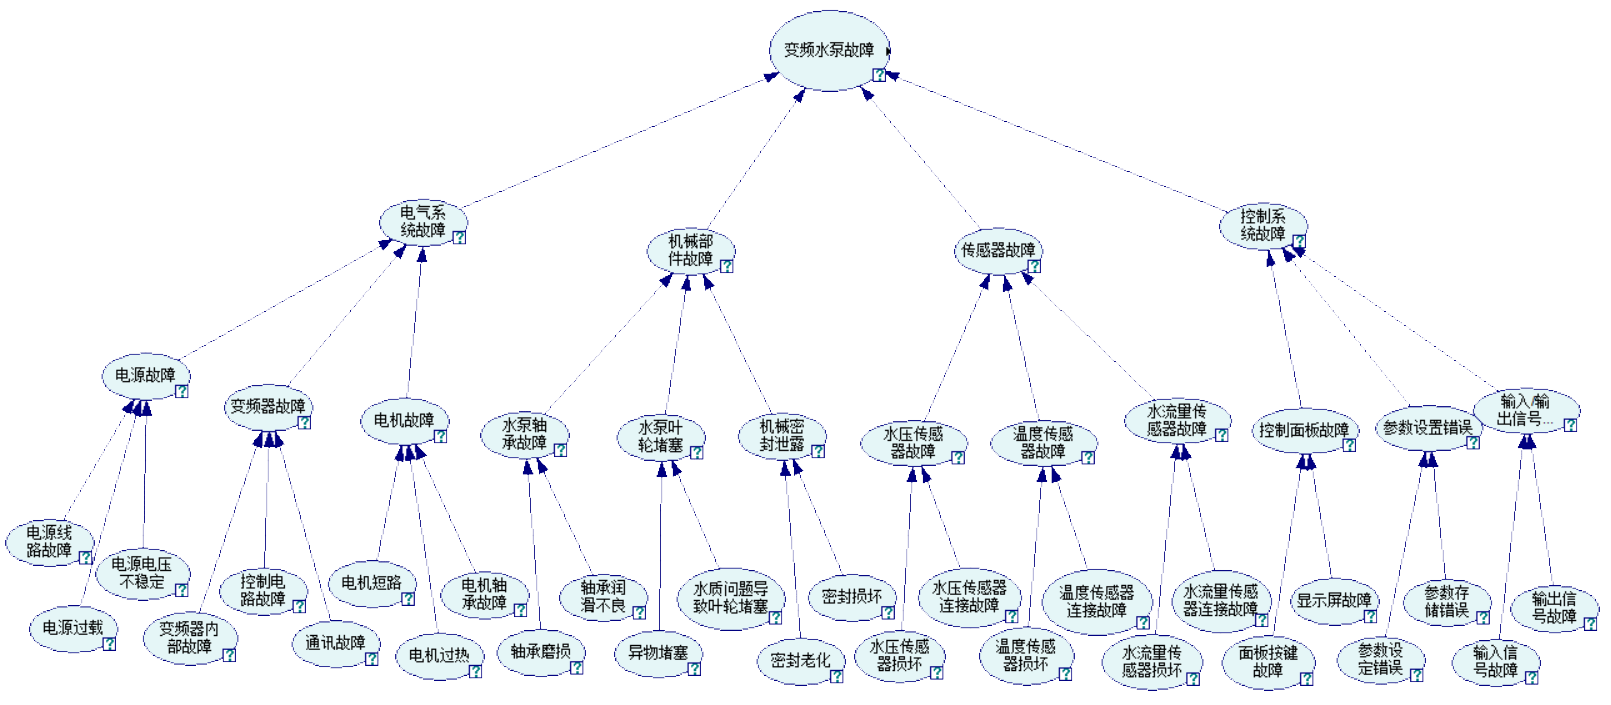 变频水泵故障
电气系
统故障
机械部
件故障
传感器故障
控制系
统故障
电源故障
变频器故障
电机故障
水泵轴
承故障
水泵叶
轮堵塞
机械密
封泄露
水压传感
器故障
温度传感
器故障
水流量传
感器故障
控制面板故障
参数设置错误
输入/输
出信号...
电源线
路故障
电源过载
电源电压
不稳定
变频器内
部故障
控制电
路故障
通讯故障
电机短路
电机过热
电机轴
承故障
轴承磨损
轴承润
滑不良
异物堵塞
水质问题导
致叶轮堵塞
密封老化
密封损坏
水压传感
器损坏
水压传感器
连接故障
温度传感
器损坏
温度传感器
连接故障
水流量传
感器损坏
水流量传感
器连接故障
面板按键
故障
显示屏故障
参数设
定错误
参数存
储错误
输入信
号故障
输出信
号故障